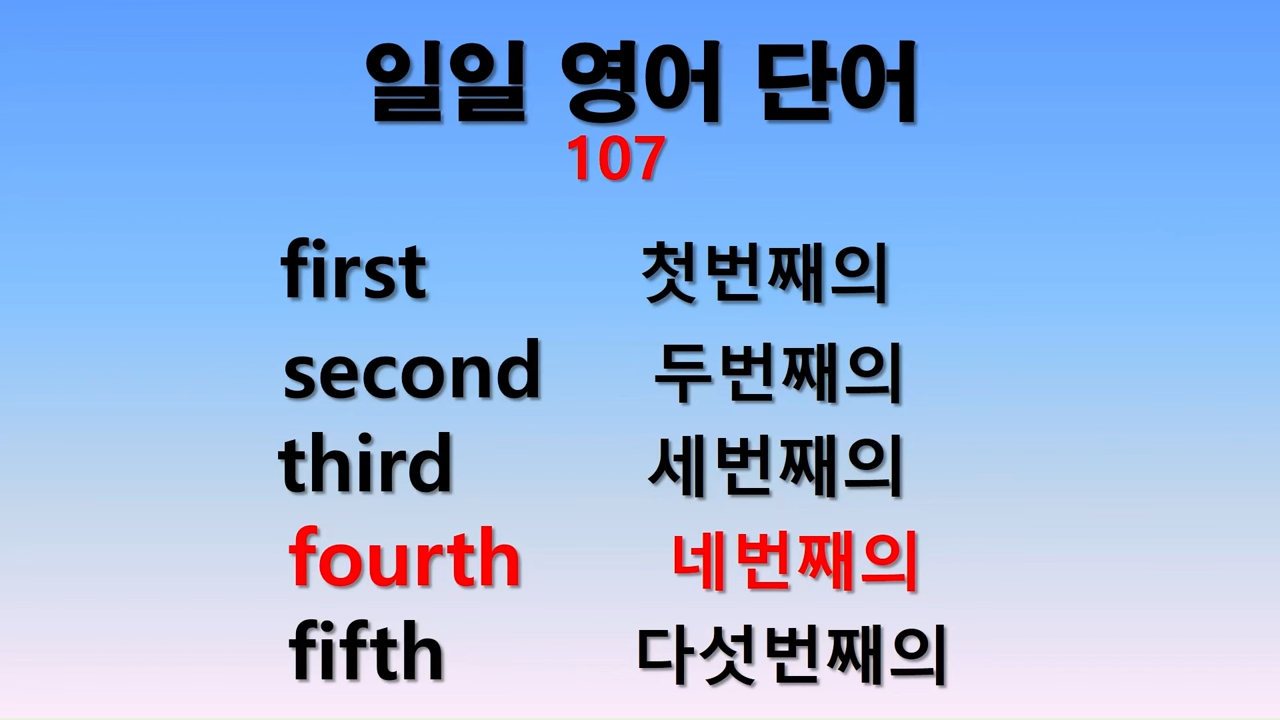 일일 영어 단어
107
first 첫번째의
second 두번째의
third 세번째의
fourth 네번째의
fifth 다섯번째의